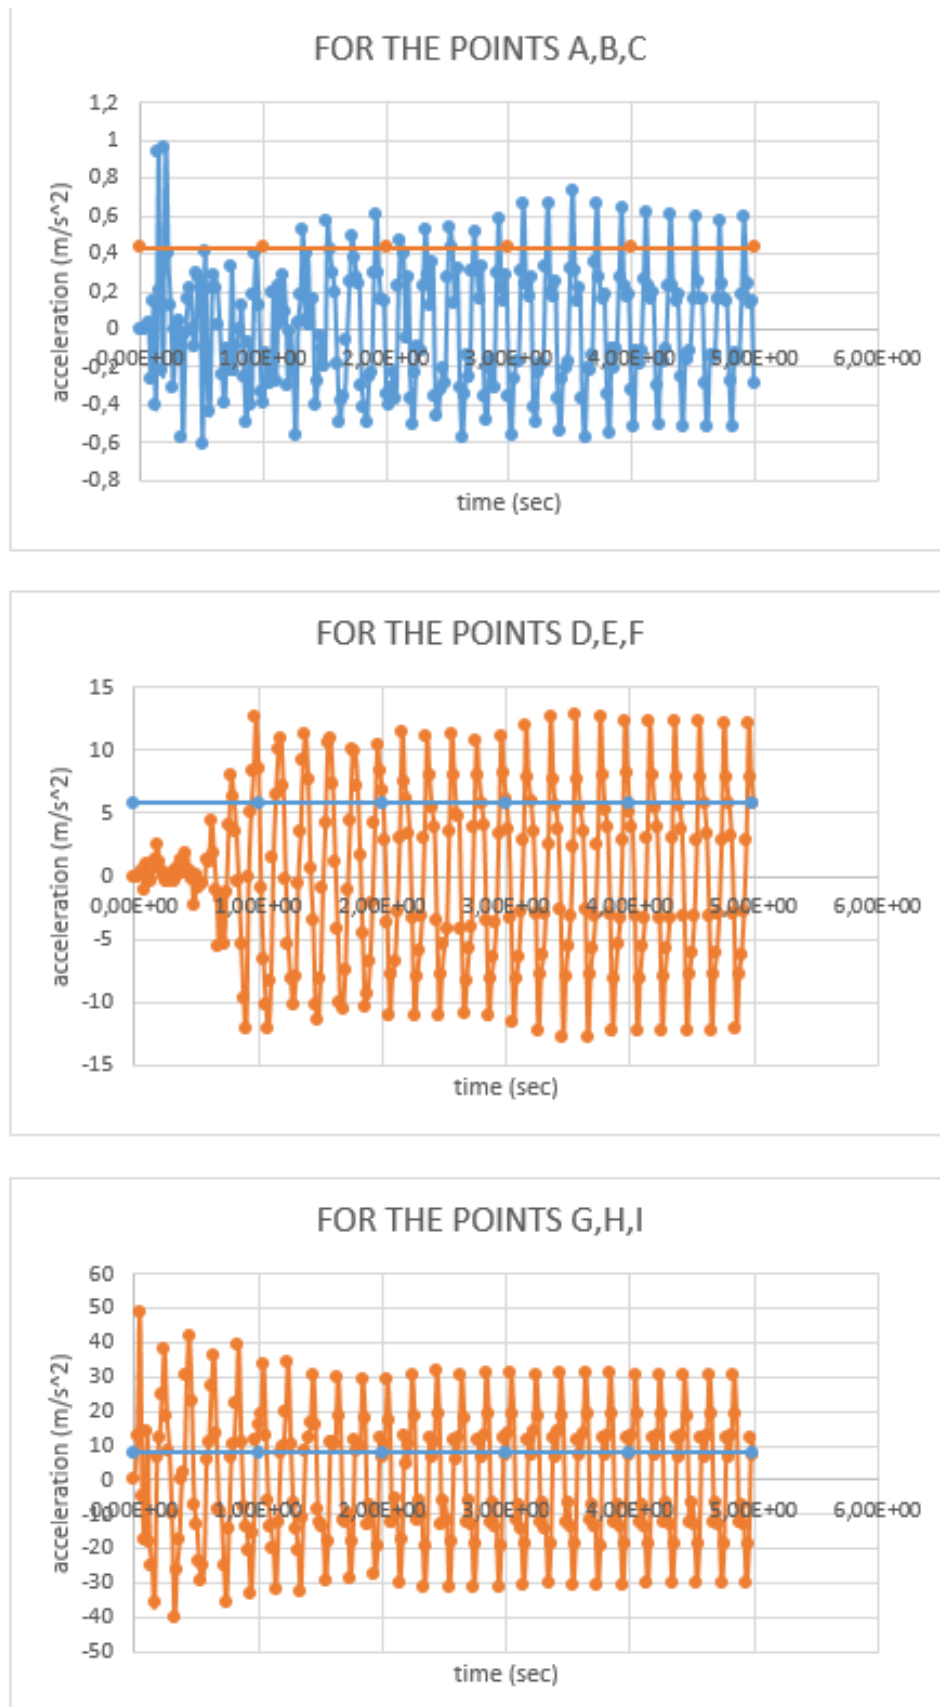 FOR THE POINTS A,B,C
1,2
1
0,8
0,6
0,4
0,2
0
-0,2
-0,4
-0,6
-0,8
acceleration (m/s^2)
0,00E+00 1,00E+00 2,00E+00 3,00E+00 4,00E+00 5,00E+00 6,00E+00
time (sec)
FOR THE POINTS D,E,F
15
10
5
0
-5
-10
-15
acceleration (m/s^2)
0,00E+00 1,00E+00 2,00E+00 3,00E+00 4,00E+00 5,00E+00 6,00E+00
time (sec)
FOR THE POINTS G,H,I
60
50
40
30
20
10
0
-10
-20
-30
-40
-50
acceleration (m/s^2)
0,00E+00 1,00E+00 2,00E+00 3,00E+00 4,00E+00 5,00E+00 6,00E+00
time (sec)